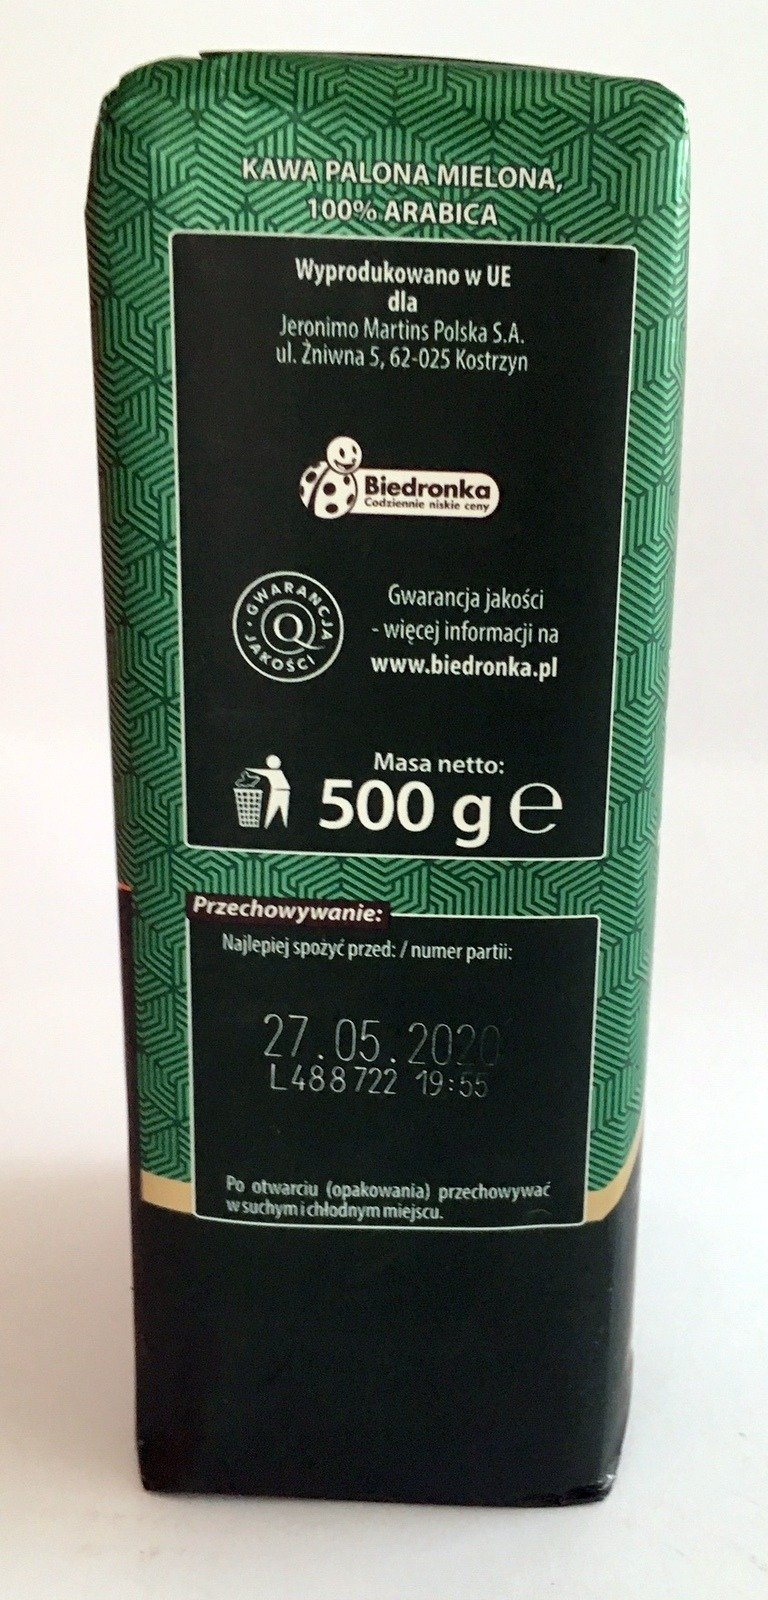 KAWA PALONA MIELONA,
100% ARABICA
Wyprodukowano w UE
dla
Jeronimo Martins Polska S.A.
ul. Żniwna 5, 62-025 Kostrzyn
Biedronka
Codziennie niskie ceny
GWARANCJA
Q
JAKOŚCI
Gwarancja jakości
- więcej informacji na
www.biedronka.pl
Masa netto:
500 g e
Przechowywanie:
Najlepiej spożyć przed: / numer partii:
27.05.2020
L488722 19:55
Po otwarciu (opakowania) przechowywać
w suchym i chłodnym miejscu.